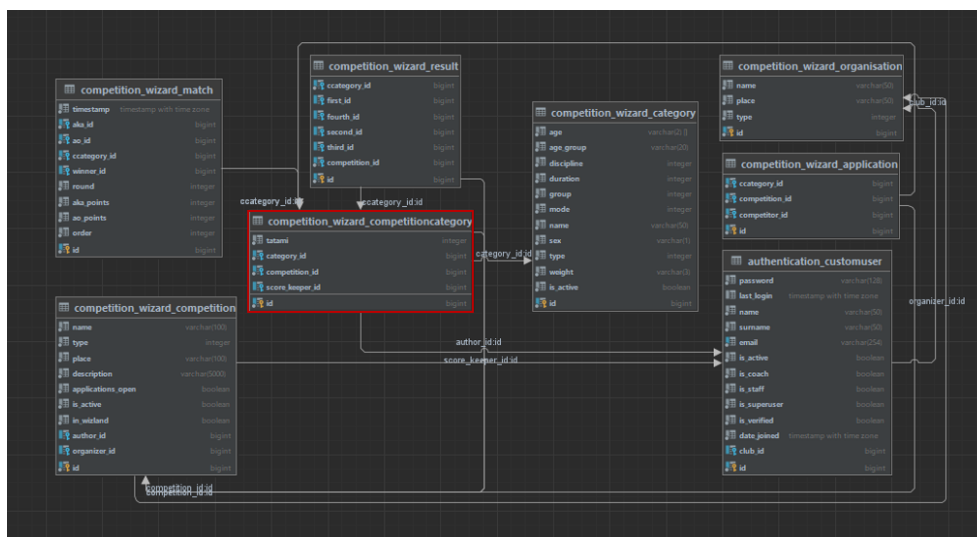 competition_wizard_match
timestamp timestamp with time zone
aka_id bigint
ao_id bigint
ccategory_id bigint
winner_id bigint
round integer
aka_points integer
ao_points integer
order integer
id bigint
competition_wizard_result
ccategory_id bigint
first_id bigint
fourth_id bigint
second_id bigint
third_id bigint
competition_id bigint
id bigint
competition_wizard_category
age
age_group varchar(20)
discipline integer
duration integer
group integer
mode integer
name varchar(50)
sex varchar(1)
type integer
weight varchar(3)
is_active boolean
id bigint
competition_wizard_organisation
name varchar(50)
place varchar(50)
type integer
id bigint
club_id:id
competition_wizard_application
ccategory_id bigint
competition_id bigint
competitor_id bigint
id bigint
ccategory_id:id
ccategory_id:id
competition_wizard_competitioncategory
tatami integer
category_id bigint
competition_id bigint
score_keeper_id bigint
id bigint
category_id:id
authentication_customuser
password varchar(128)
last_login timestamp with time zone
name varchar(50)
surname varchar(50)
email varchar(254)
is_active boolean
is_coach boolean
is_staff boolean
is_superuser boolean
is_verified boolean
date_joined timestamp with time zone
club_id bigint
id bigint
organizer_id:id
competition_wizard_competition
name varchar(100)
type integer
place varchar(100)
description varchar(5000)
applications_open boolean
is_active boolean
in_wizland boolean
author_id bigint
organizer_id bigint
id bigint
author_id:id
score_keeper_id:id
competition_id:id
competition_id:id